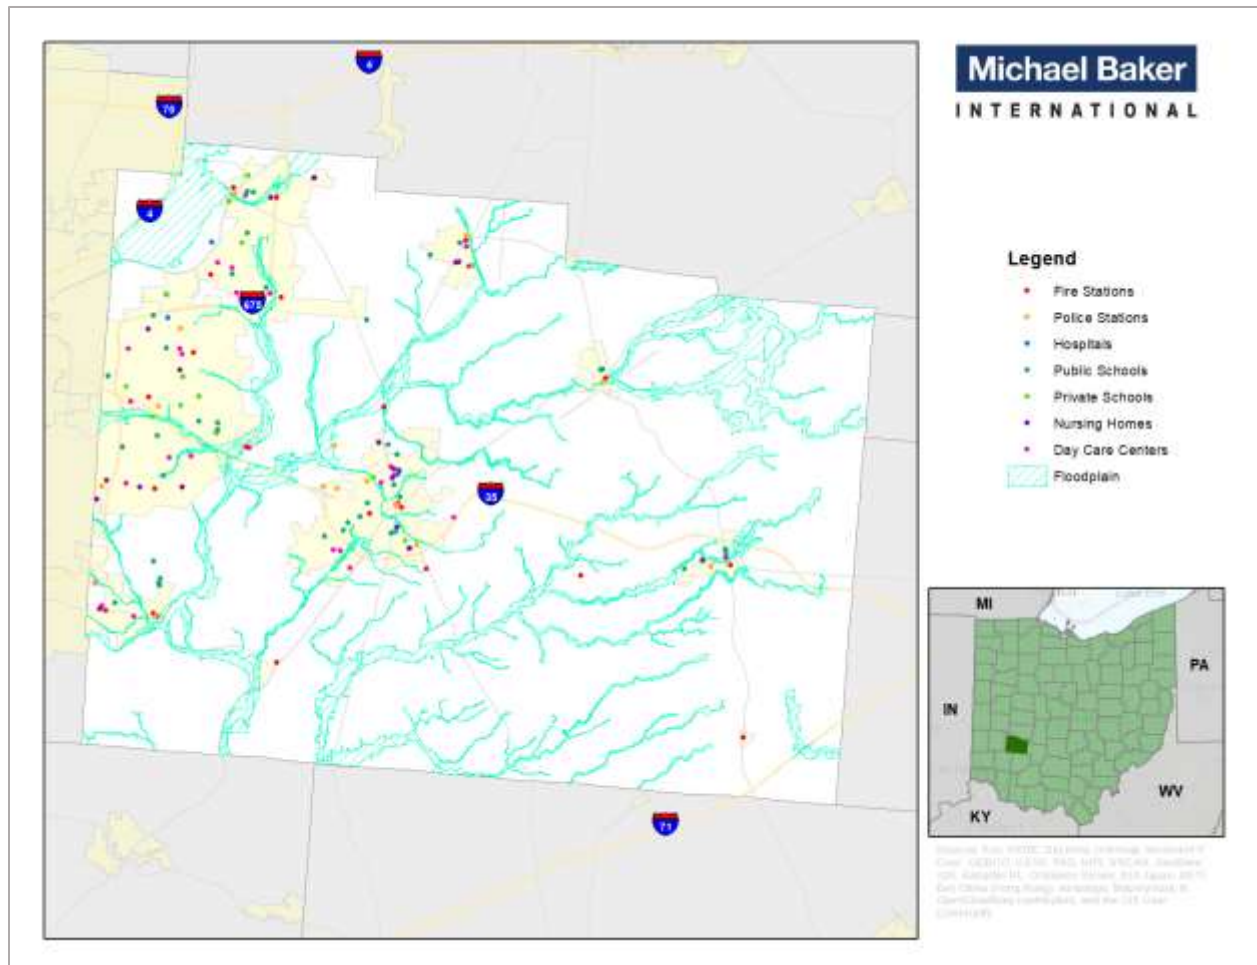 6
70
4
675
35
71
Michael Baker
INTERNATIONAL
Legend
Fire Stations
Police Stations
Hospitals
Public Schools
Private Schools
Nursing Homes
Day Care Centers
Floodplain
MI
PA
IN
WV
KY